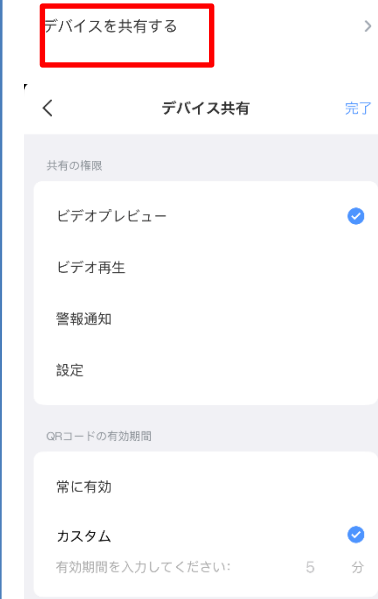 デバイスを共有する
デバイス共有 完了
共有の権限
ビデオプレビュー
ビデオ再生
警報通知
設定
QRコードの有効期間
常に有効
カスタム
有効期間を入力してください: 5 分